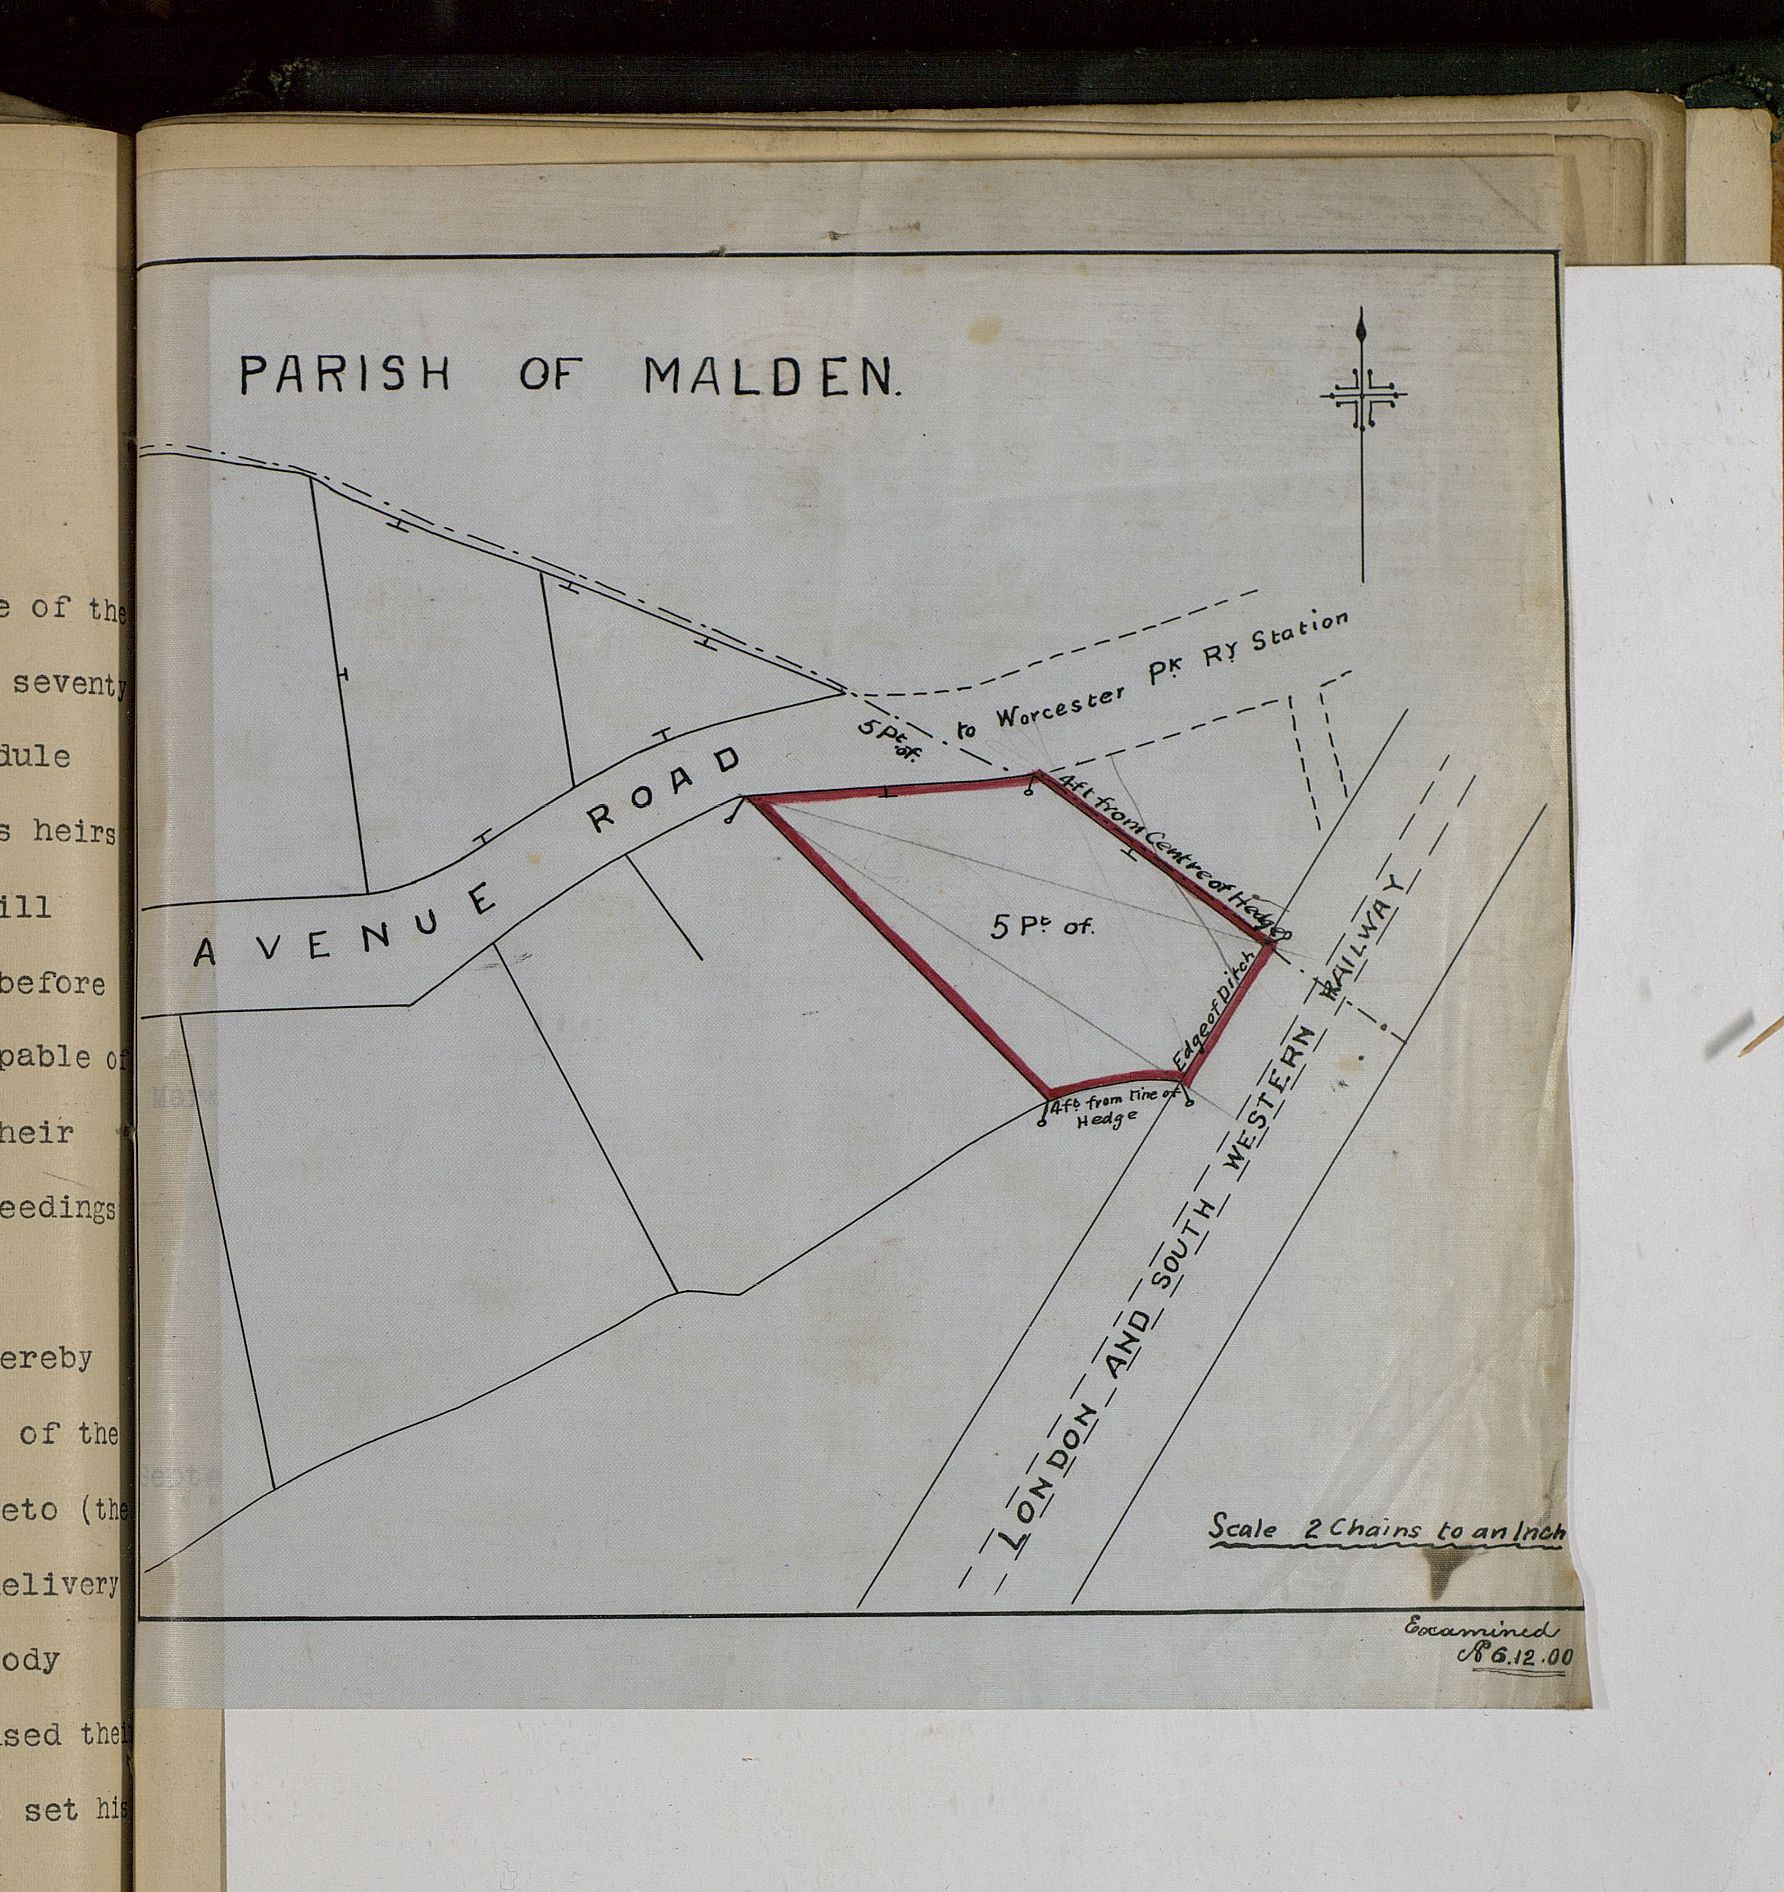 e of the
seventy
dule
s heirs
ill
before
pable of
heir
eedings
ereby
of the
eto (the
elivery
ody
ised thei
set his
PARISH OF MALDEN.
to Worcester Pk Ry Station
5 Pt of.
AVENUE ROAD
4ft from Centre of Hedge
5 Pt of.
Edge of Ditch
4ft from line of
Hedge
LONDON AND SOUTH WESTERN RAILWAY
Scale 2 Chains to an Inch
Examined
6.12.00